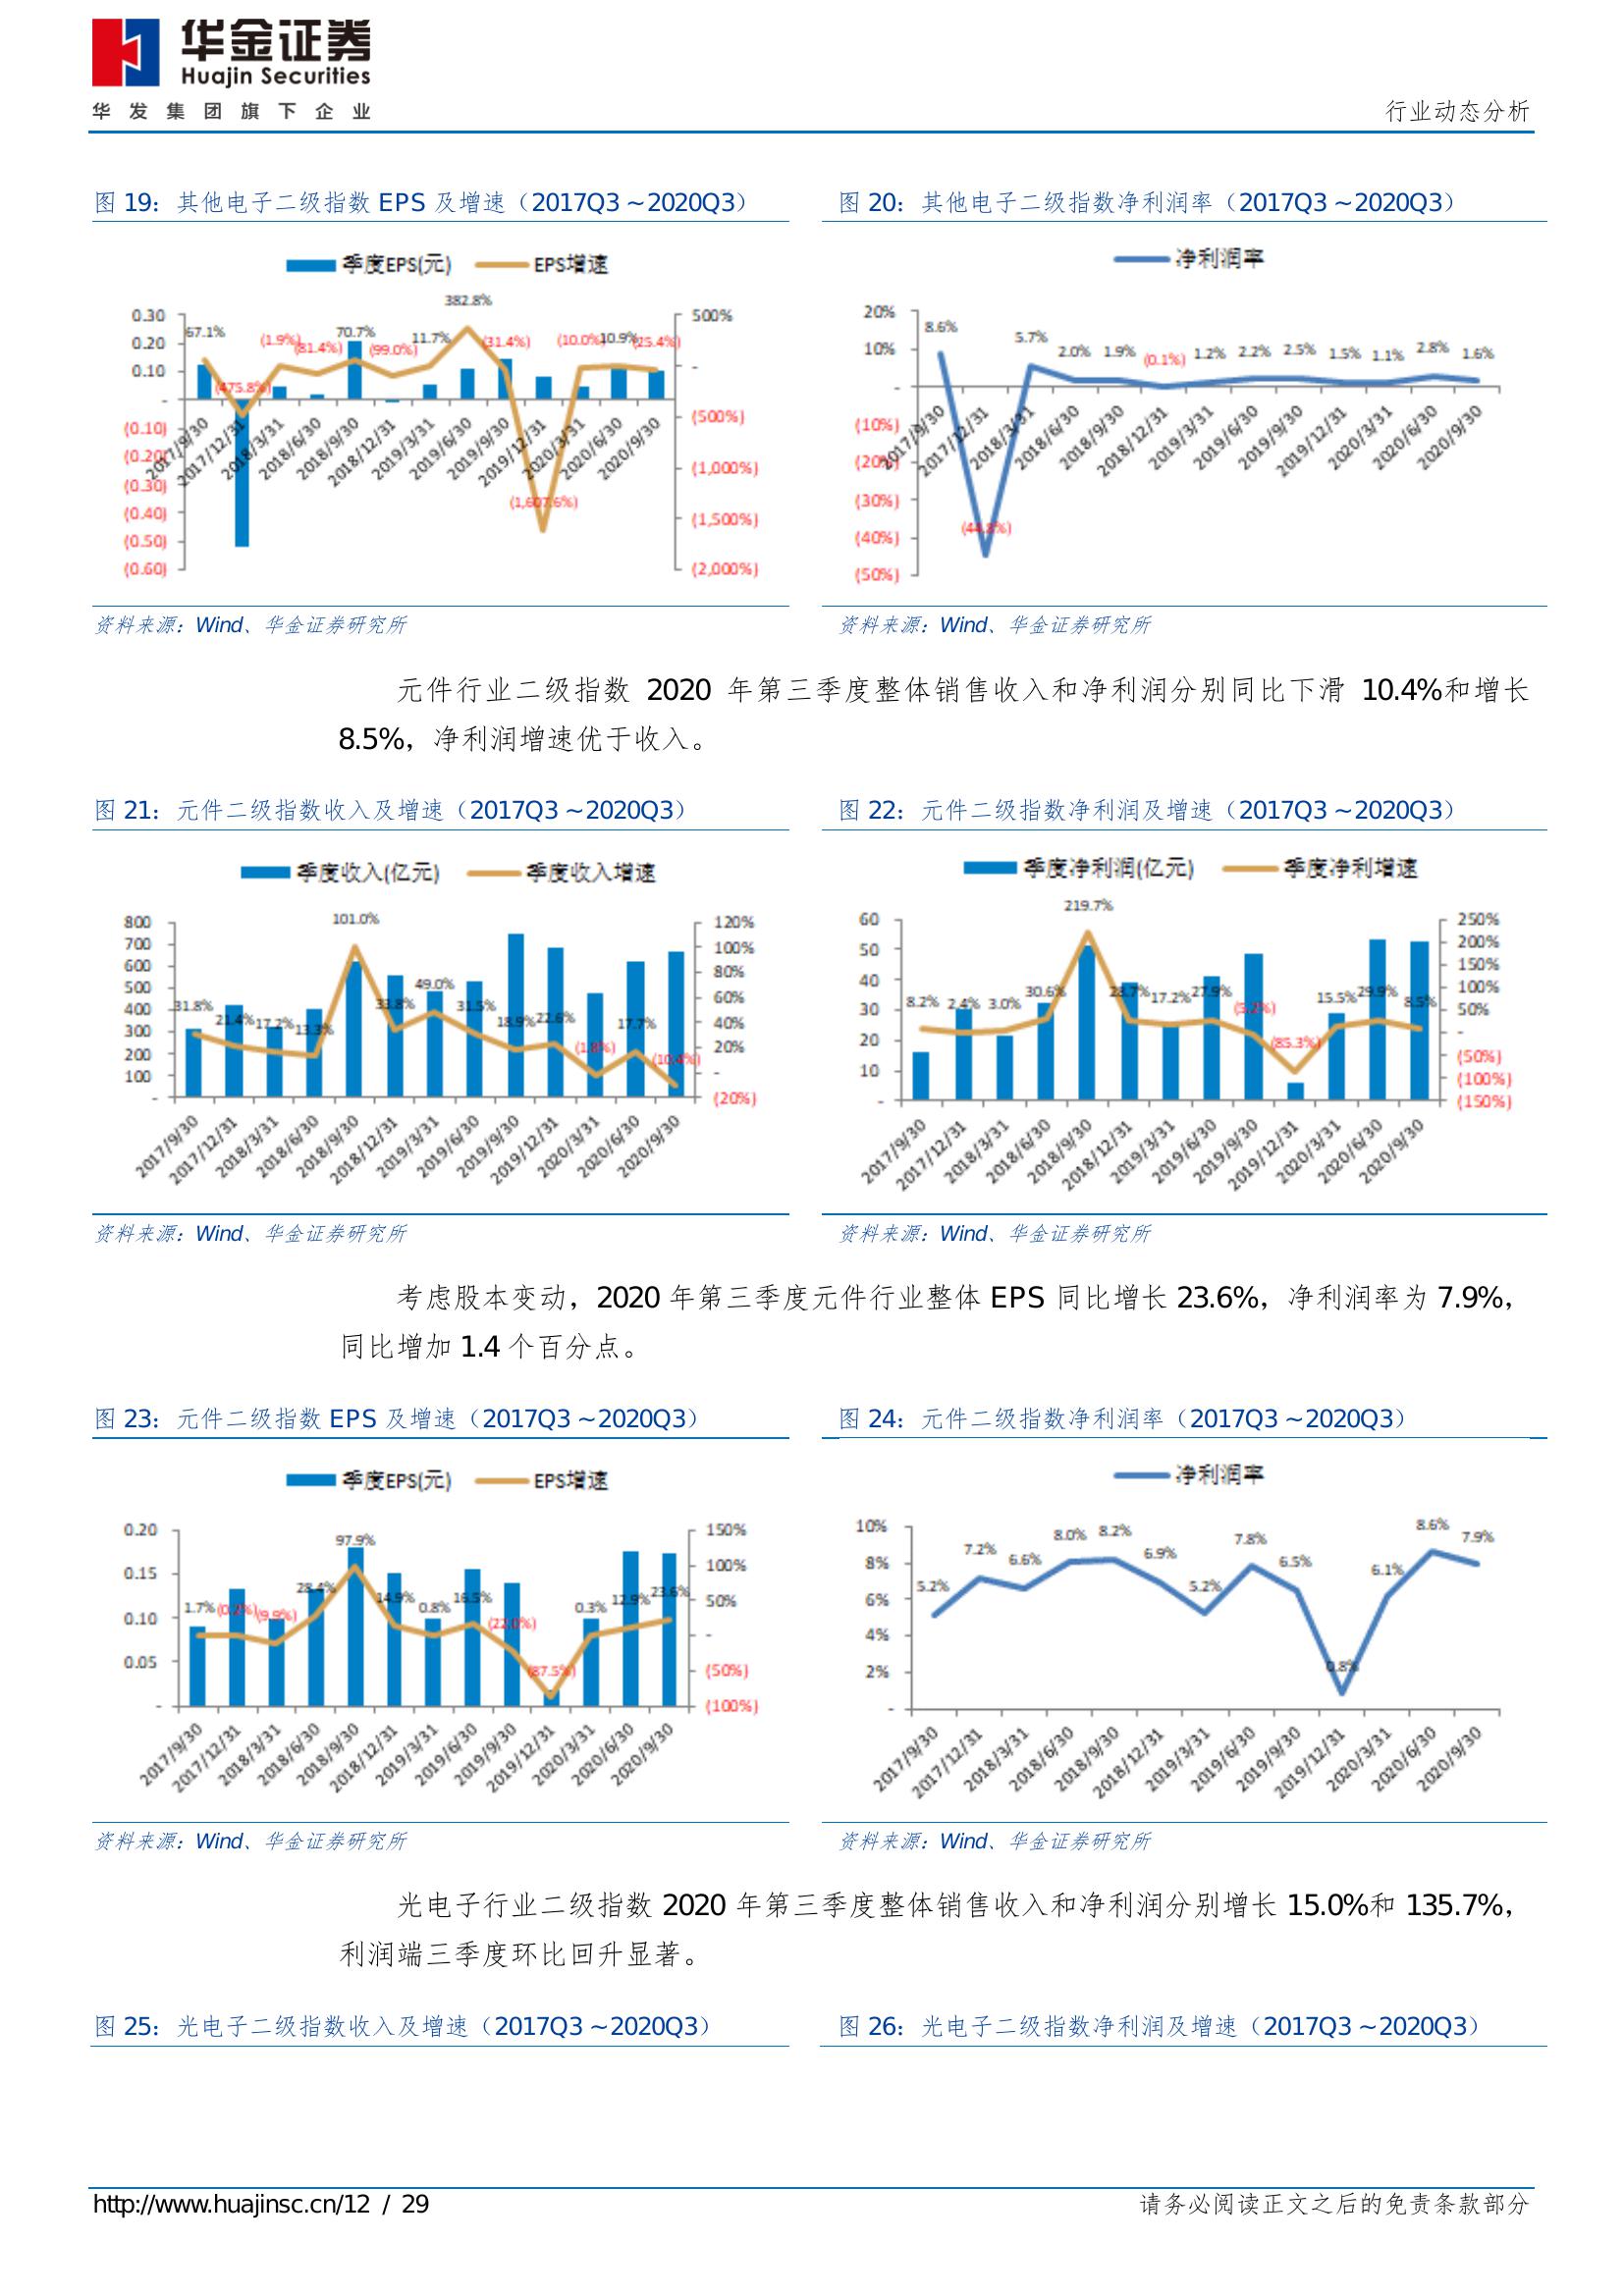 华金证券
Huajin Securities
华发集团旗下企业
行业动态分析
图 19：其他电子二级指数 EPS 及增速（2017Q3～2020Q3）
季度EPS(元) EPS增速
0.30
0.20
0.10
-
(0.10)
(0.20)
(0.30)
(0.40)
(0.50)
(0.60)
500%
-
(500%)
(1,000%)
(1,500%)
(2,000%)
67.1% (475.8%) (1.9%) (81.4%) 70.7% (99.0%) 11.7% 382.8% (31.4%) (1,607.6%) (10.0%) 10.9% (25.4%)
2017/9/30 2017/12/31 2018/3/31 2018/6/30 2018/9/30 2018/12/31 2019/3/31 2019/6/30 2019/9/30 2019/12/31 2020/3/31 2020/6/30 2020/9/30
资料来源：Wind、华金证券研究所
图 20：其他电子二级指数净利润率（2017Q3～2020Q3）
净利润率
20%
10%
-
(10%)
(20%)
(30%)
(40%)
(50%)
8.6% (44.8%) 5.7% 2.0% 1.9% (0.1%) 1.2% 2.2% 2.5% 1.5% 1.1% 2.8% 1.6%
2017/9/30 2017/12/31 2018/3/31 2018/6/30 2018/9/30 2018/12/31 2019/3/31 2019/6/30 2019/9/30 2019/12/31 2020/3/31 2020/6/30 2020/9/30
资料来源：Wind、华金证券研究所
元件行业二级指数 2020 年第三季度整体销售收入和净利润分别同比下滑 10.4%和增长
8.5%，净利润增速优于收入。
图 21：元件二级指数收入及增速（2017Q3～2020Q3）
季度收入(亿元) 季度收入增速
800
700
600
500
400
300
200
100
-
120%
100%
80%
60%
40%
20%
-
(20%)
31.8% 21.4% 17.2% 13.3% 101.0% 33.8% 49.0% 31.5% 18.9% 22.6% (1.8%) 17.7% (10.4%)
2017/9/30 2017/12/31 2018/3/31 2018/6/30 2018/9/30 2018/12/31 2019/3/31 2019/6/30 2019/9/30 2019/12/31 2020/3/31 2020/6/30 2020/9/30
资料来源：Wind、华金证券研究所
图 22：元件二级指数净利润及增速（2017Q3～2020Q3）
季度净利润(亿元) 季度净利增速
60
50
40
30
20
10
-
250%
200%
150%
100%
50%
-
(50%)
(100%)
(150%)
8.2% 2.4% 3.0% 30.6% 219.7% 23.7% 17.2% 27.9% (5.2%) (85.3%) 15.5% 29.9% 8.5%
2017/9/30 2017/12/31 2018/3/31 2018/6/30 2018/9/30 2018/12/31 2019/3/31 2019/6/30 2019/9/30 2019/12/31 2020/3/31 2020/6/30 2020/9/30
资料来源：Wind、华金证券研究所
考虑股本变动，2020 年第三季度元件行业整体 EPS 同比增长 23.6%，净利润率为 7.9%，
同比增加 1.4 个百分点。
图 23：元件二级指数 EPS 及增速（2017Q3～2020Q3）
季度EPS(元) EPS增速
0.20
0.15
0.10
0.05
-
150%
100%
50%
-
(50%)
(100%)
1.7% (0.2%) (9.9%) 28.4% 97.9% 14.9% 0.8% 16.5% (22.0%) (87.5%) 0.3% 12.9% 23.6%
2017/9/30 2017/12/31 2018/3/31 2018/6/30 2018/9/30 2018/12/31 2019/3/31 2019/6/30 2019/9/30 2019/12/31 2020/3/31 2020/6/30 2020/9/30
资料来源：Wind、华金证券研究所
图 24：元件二级指数净利润率（2017Q3～2020Q3）
净利润率
10%
8%
6%
4%
2%
-
5.2% 7.2% 6.6% 8.0% 8.2% 6.9% 5.2% 7.8% 6.5% 0.8% 6.1% 8.6% 7.9%
2017/9/30 2017/12/31 2018/3/31 2018/6/30 2018/9/30 2018/12/31 2019/3/31 2019/6/30 2019/9/30 2019/12/31 2020/3/31 2020/6/30 2020/9/30
资料来源：Wind、华金证券研究所
光电子行业二级指数 2020 年第三季度整体销售收入和净利润分别增长 15.0%和 135.7%，
利润端三季度环比回升显著。
图 25：光电子二级指数收入及增速（2017Q3～2020Q3）
图 26：光电子二级指数净利润及增速（2017Q3～2020Q3）
http://www.huajinsc.cn/12 / 29
请务必阅读正文之后的免责条款部分